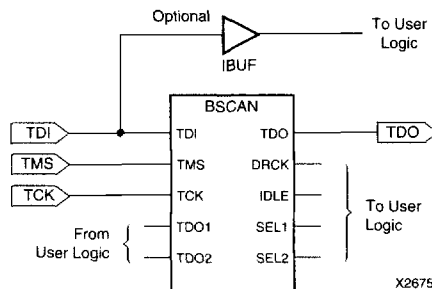 Optional
To User
Logic
IBUF
BSCAN
TDI
TDI
TDO
TDO
TMS
TMS
DRCK
TCK
TCK
IDLE
To User
Logic
From
User Logic
TDO1
SEL1
TDO2
SEL2
X2675